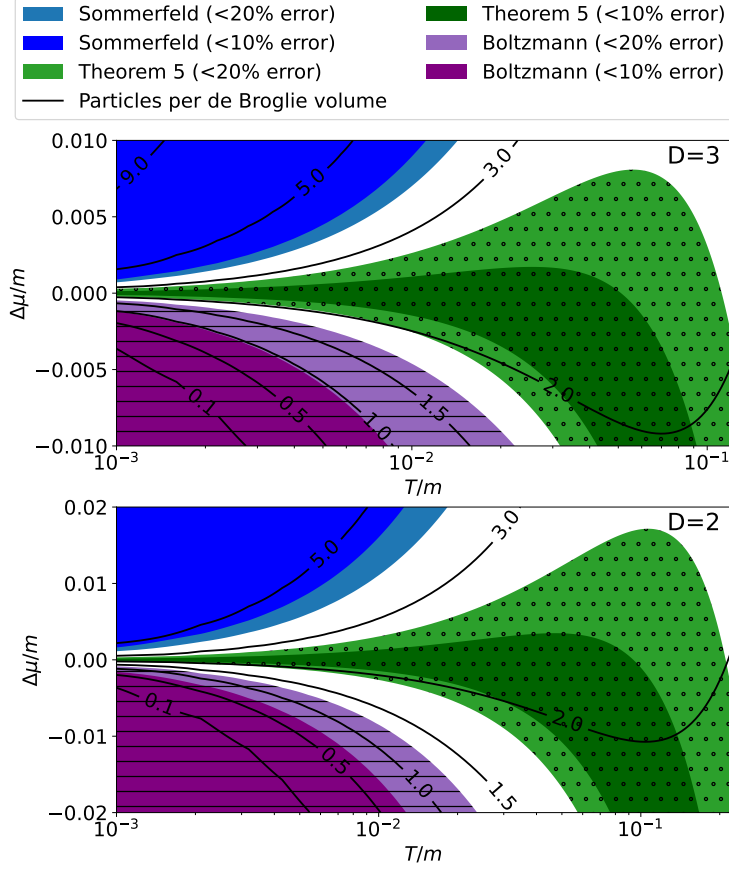 Sommerfeld (<20% error)
Sommerfeld (<10% error)
Theorem 5 (<20% error)
Particles per de Broglie volume
Theorem 5 (<10% error)
Boltzmann (<20% error)
Boltzmann (<10% error)
D=3
0.010
0.005
0.000
−0.005
−0.010
Δμ/m
9.0
5.0
3.0
2.0
1.5
1.0
0.5
0.1
10⁻³
10⁻²
10⁻¹
T/m
D=2
0.02
0.01
0.00
−0.01
−0.02
Δμ/m
5.0
3.0
2.0
1.5
1.0
0.5
0.1
10⁻³
10⁻²
10⁻¹
T/m